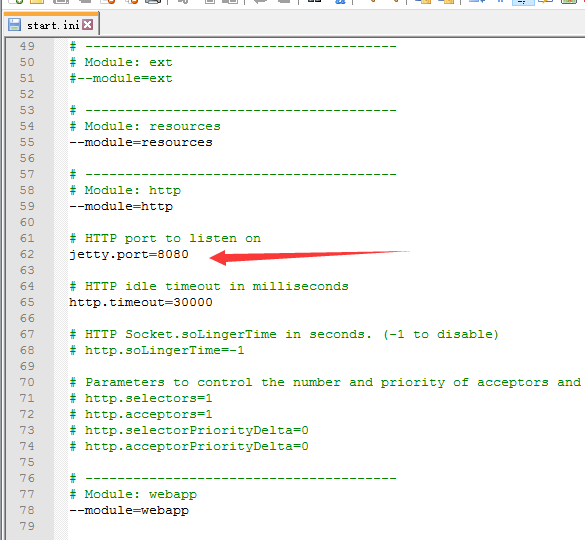 start.ini
49 # ---------------------------------------
50 # Module: ext
51 #--module=ext
52
53 # ---------------------------------------
54 # Module: resources
55 --module=resources
56
57 # ---------------------------------------
58 # Module: http
59 --module=http
60
61 # HTTP port to listen on
62 jetty.port=8080
63
64 # HTTP idle timeout in milliseconds
65 http.timeout=30000
66
67 # HTTP Socket.soLingerTime in seconds. (-1 to disable)
68 # http.soLingerTime=-1
69
70 # Parameters to control the number and priority of acceptors and
71 # http.selectors=1
72 # http.acceptors=1
73 # http.selectorPriorityDelta=0
74 # http.acceptorPriorityDelta=0
75
76 # ---------------------------------------
77 # Module: webapp
78 --module=webapp
79